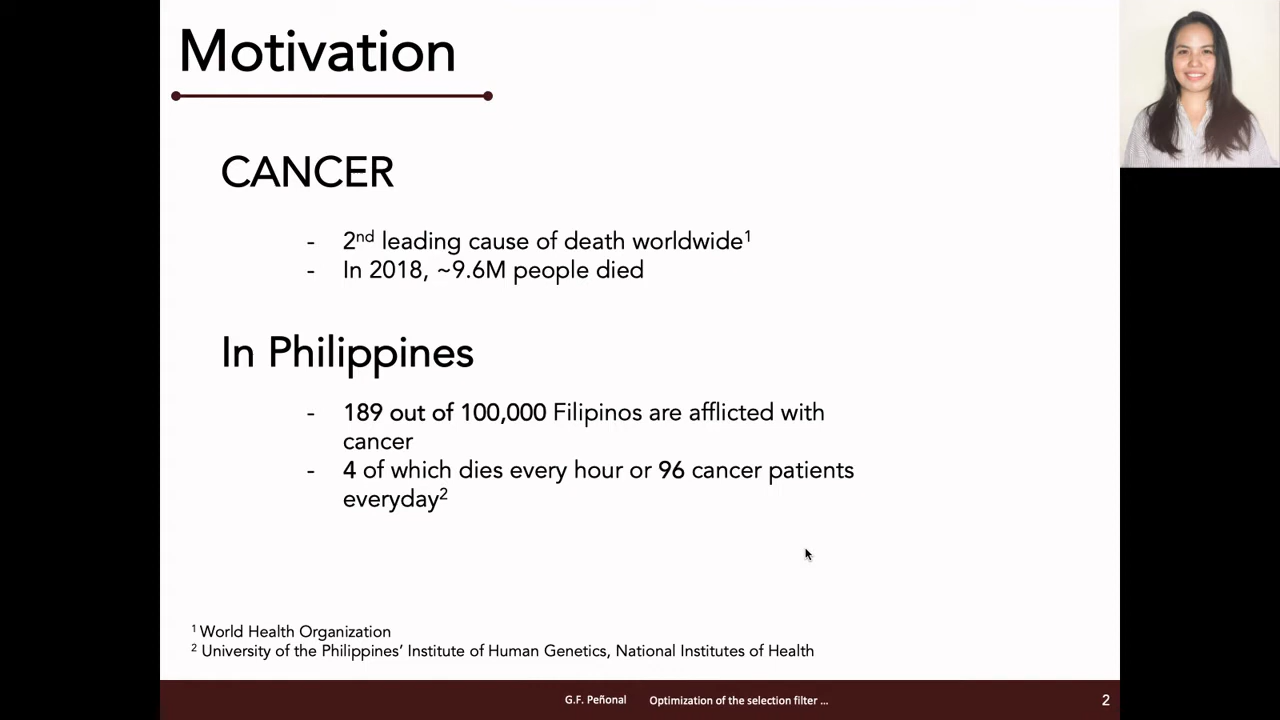 Motivation
CANCER
- 2nd leading cause of death worldwide1
- In 2018, ~9.6M people died
In Philippines
- 189 out of 100,000 Filipinos are afflicted with
cancer
- 4 of which dies every hour or 96 cancer patients
everyday2
1 World Health Organization
2 University of the Philippines’ Institute of Human Genetics, National Institutes of Health
G.F. Peñonal Optimization of the selection filter ... 2